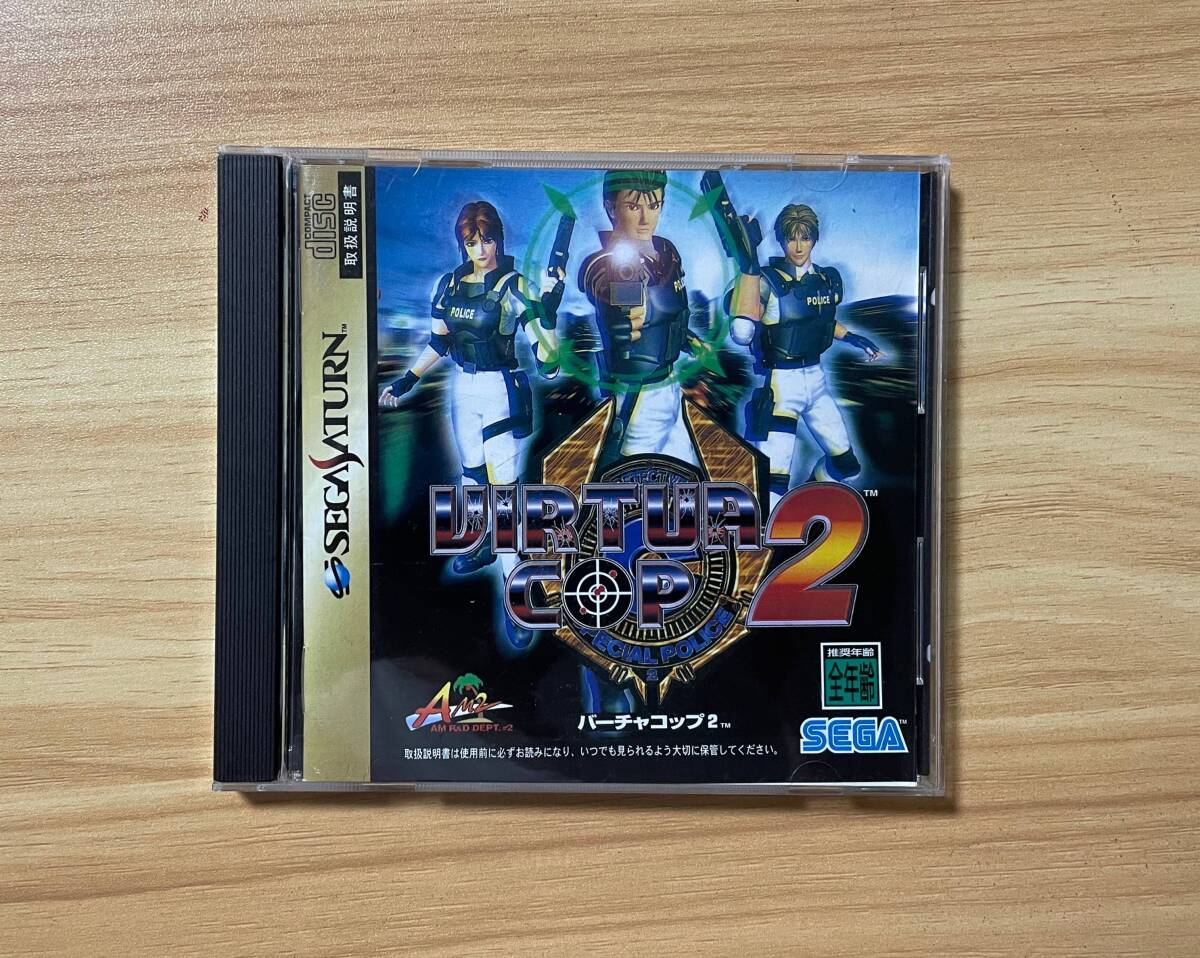 COMPACT
disc
取扱説明書
SEGA SATURN™
POLICE
POLICE
POLICE
VIRTUA
COP 2™
SPECIAL POLICE
2
AM2
AM R&D DEPT.#2
バーチャコップ2™
推奨年齢
全年齢
SEGA™
取扱説明書は使用前に必ずお読みになり、いつでも見られるよう大切に保管してください。